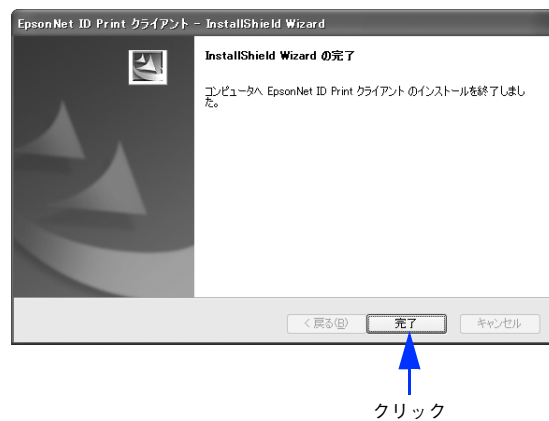 EpsonNet ID Print クライアント - InstallShield Wizard
InstallShield Wizard の完了
コンピュータへ EpsonNet ID Print クライアント のインストールを終了しまし
た。
< 戻る(B)
完了
キャンセル
クリック